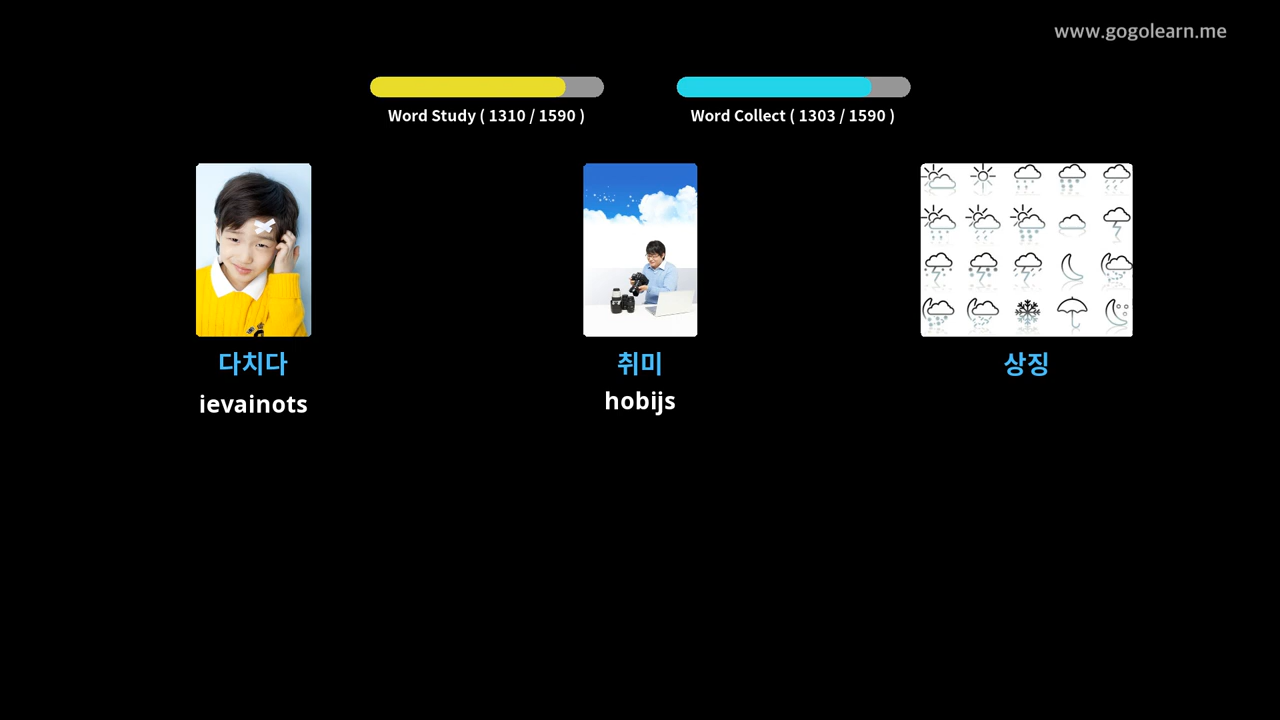 www.gogolearn.me
Word Study ( 1310 / 1590 )
Word Collect ( 1303 / 1590 )
다치다
취미
상징
ievainots
hobijs